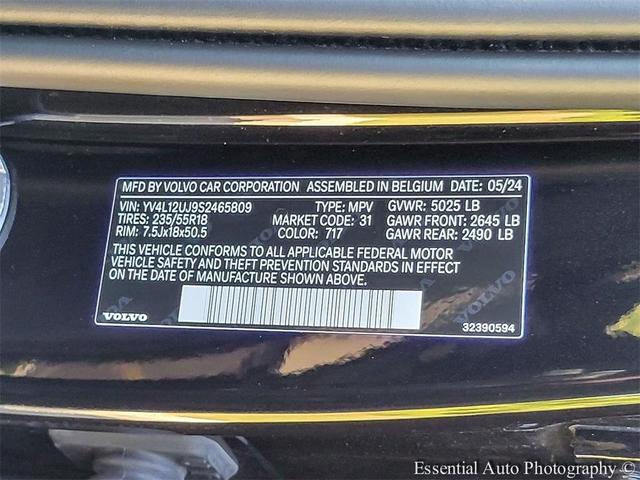 MFD BY VOLVO CAR CORPORATION ASSEMBLED IN BELGIUM DATE: 05/24
VIN: YV4L12UJ9S2465809 TYPE: MPV GVWR: 5025 LB
TIRES: 235/55R18 MARKET CODE: 31 GAWR FRONT: 2645 LB
RIM: 7.5Jx18x50.5 COLOR: 717 GAWR REAR: 2490 LB
THIS VEHICLE CONFORMS TO ALL APPLICABLE FEDERAL MOTOR
VEHICLE SAFETY AND THEFT PREVENTION STANDARDS IN EFFECT
ON THE DATE OF MANUFACTURE SHOWN ABOVE.
VOLVO 32390594
Essential Auto Photography ©